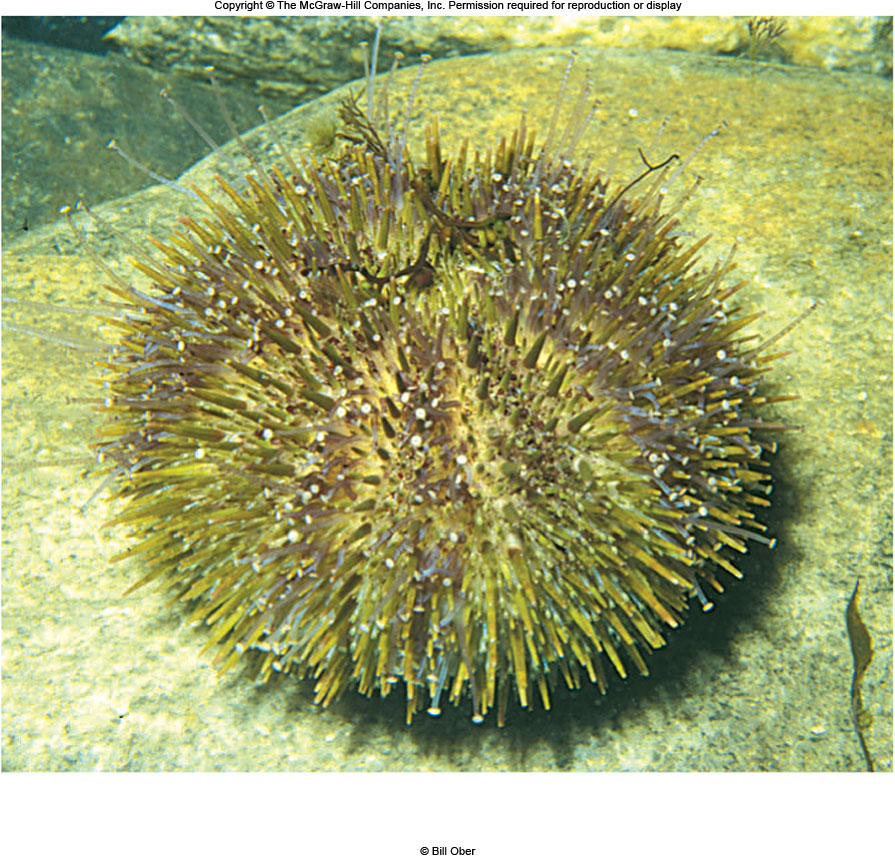 Copyright © The McGraw-Hill Companies, Inc. Permission required for reproduction or display
© Bill Ober